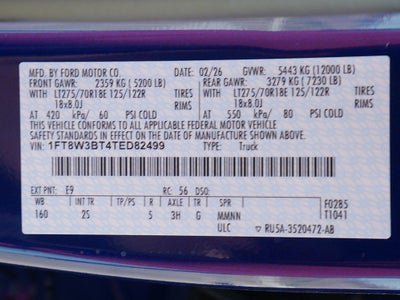 MFD. BY FORD MOTOR CO. 02/26 GVWR: 5443 KG (12000 LB)
FRONT GAWR: 2359 KG (5200 LB) REAR GAWR: 3279 KG (7230 LB)
WITH LT275/70R18E 125/122R TIRES WITH LT275/70R18E 125/122R TIRES
18x8.0J RIMS 18x8.0J RIMS
AT 420 kPa/ 60 PSI COLD AT 550 kPa/ 80 PSI COLD
THIS VEHICLE CONFORMS TO ALL APPLICABLE FEDERAL MOTOR VEHICLE
SAFETY STANDARDS IN EFFECT ON THE DATE OF MANUFACTURE SHOWN ABOVE.
VIN: 1FT8W3BT4TED82499 TYPE: Truck
EXT PNT: E9 RC: 56 DSO: F0285
WB INT TR TP/PS R AXLE TR SPR T1041
160 2S 5 3H G MMNN
ULC RU5A-3520472-AB